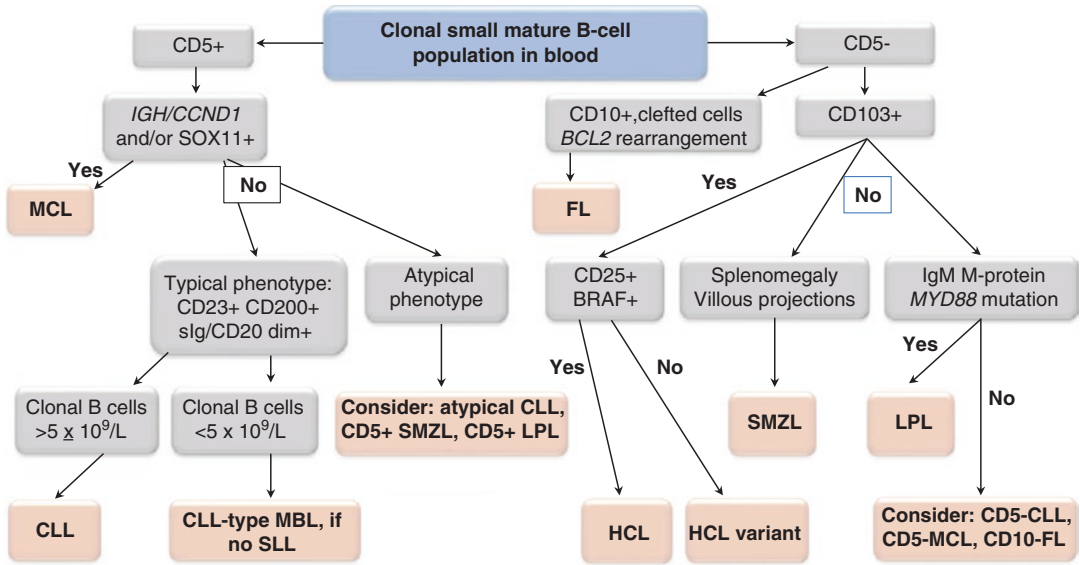 Clonal small mature B-cell
population in blood
CD5+
CD5-
IGH/CCND1
and/or SOX11+
CD10+,clefted cells
BCL2 rearrangement
CD103+
Yes
No
MCL
FL
Yes
No
Typical phenotype:
CD23+ CD200+
sIg/CD20 dim+
Atypical
phenotype
CD25+
BRAF+
Splenomegaly
Villous projections
IgM M-protein
MYD88 mutation
Yes
No
Yes
No
Clonal B cells
>5 x 10⁹/L
Clonal B cells
<5 x 10⁹/L
Consider: atypical CLL,
CD5+ SMZL, CD5+ LPL
SMZL
LPL
CLL
CLL-type MBL, if
no SLL
HCL
HCL variant
Consider: CD5-CLL,
CD5-MCL, CD10-FL